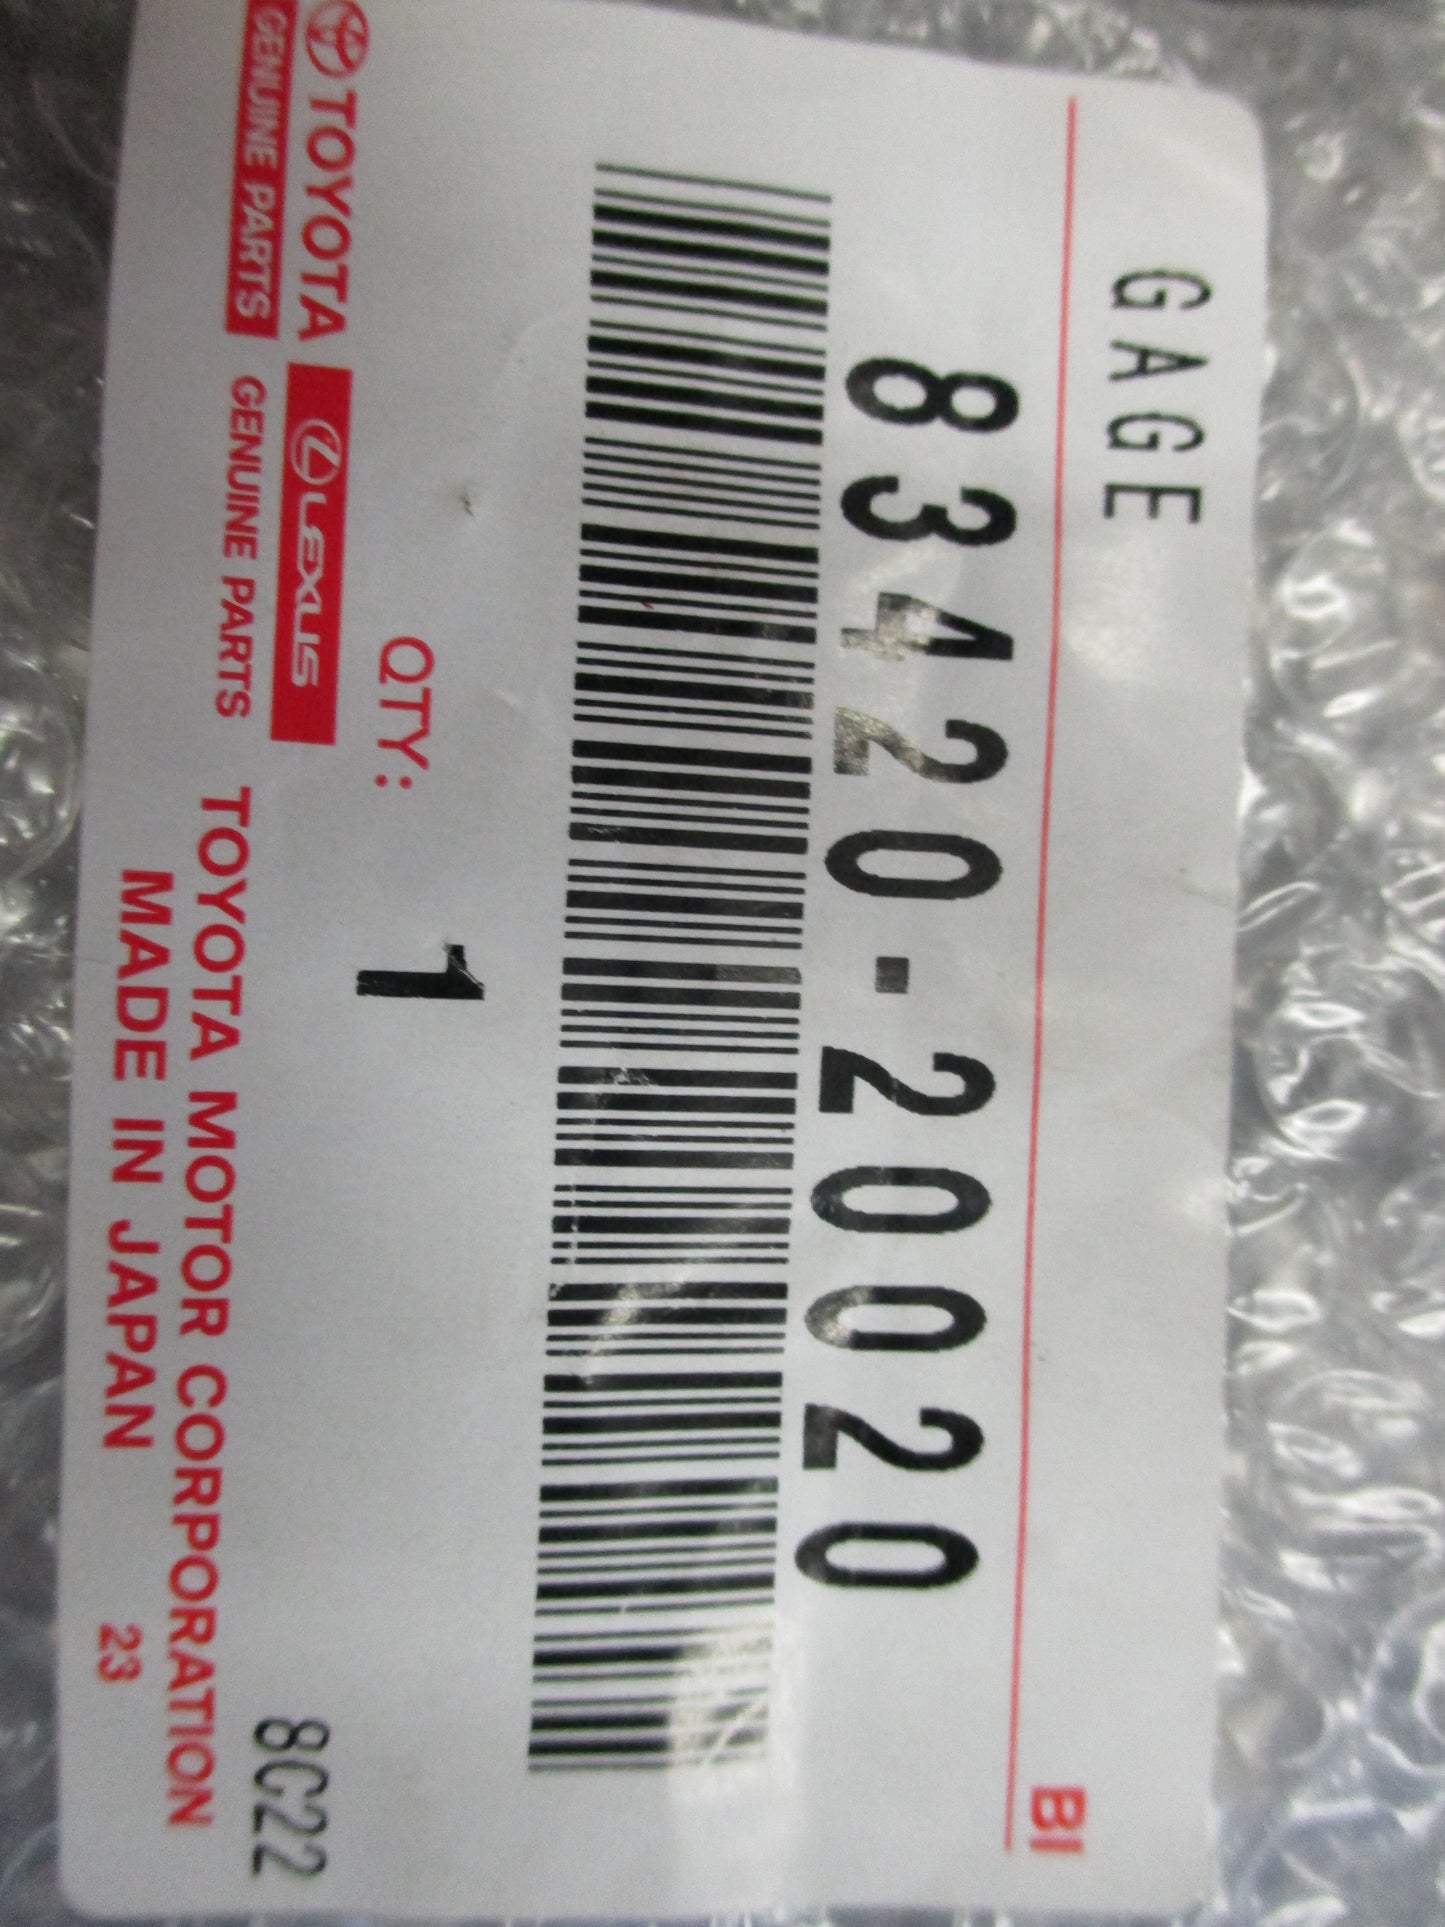 GAGE
BI
83420-20020
QTY: 1
8C22
TOYOTA LEXUS
GENUINE PARTS GENUINE PARTS
TOYOTA MOTOR CORPORATION
MADE IN JAPAN 23